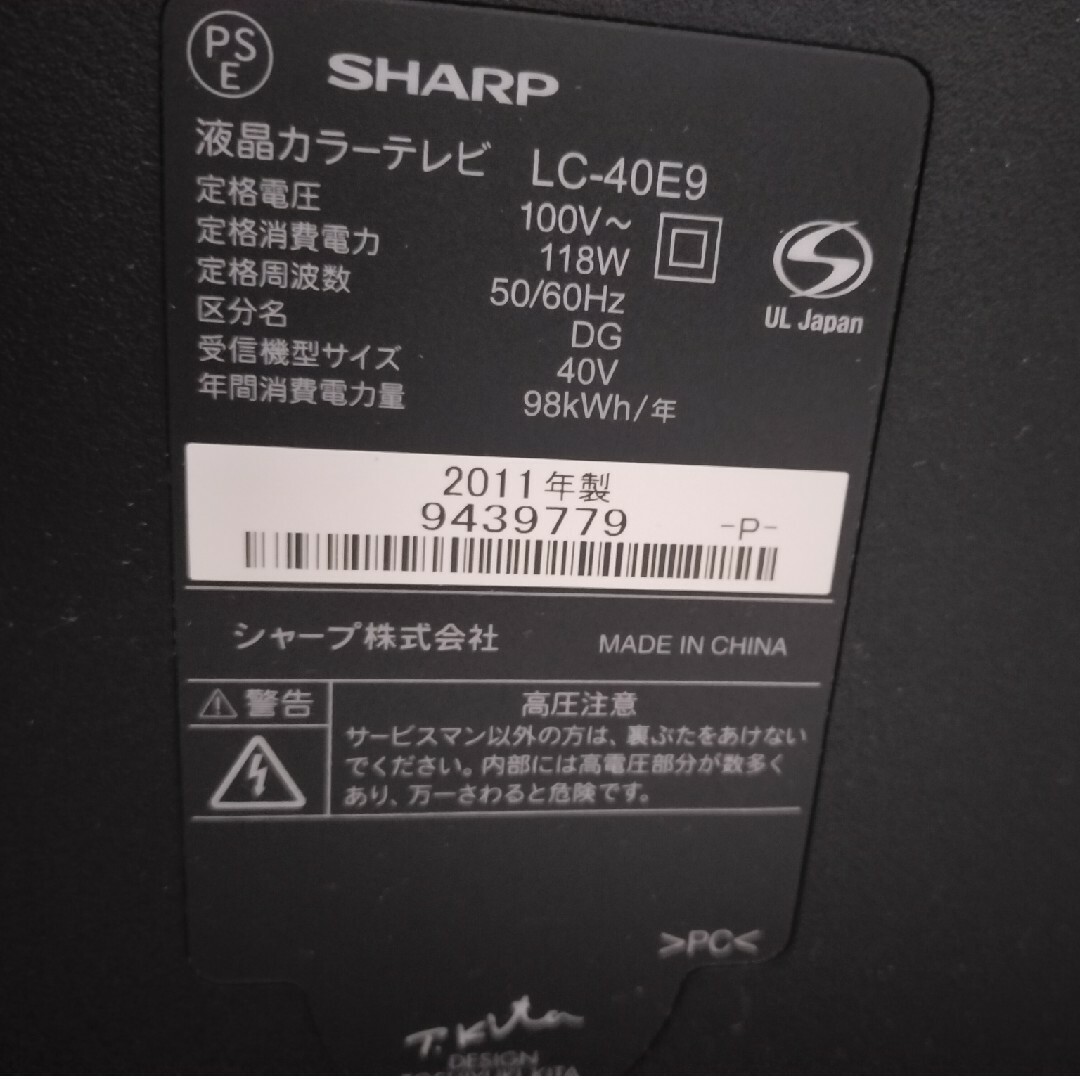 PS
E
SHARP
液晶カラーテレビ LC-40E9
定格電圧 100V～
定格消費電力 118W
定格周波数 50/60Hz
区分名 DG
受信機型サイズ 40V
年間消費電力量 98kWh/年
UL Japan
2011年製
9439779 -P-
シャープ株式会社 MADE IN CHINA
警告
高圧注意
サービスマン以外の方は、裏ぶたをあけない
でください。内部には高電圧部分が数多く
あり、万一さわると危険です。
>PC<
T.Kita
DESIGN
TOSHIYUKI KITA